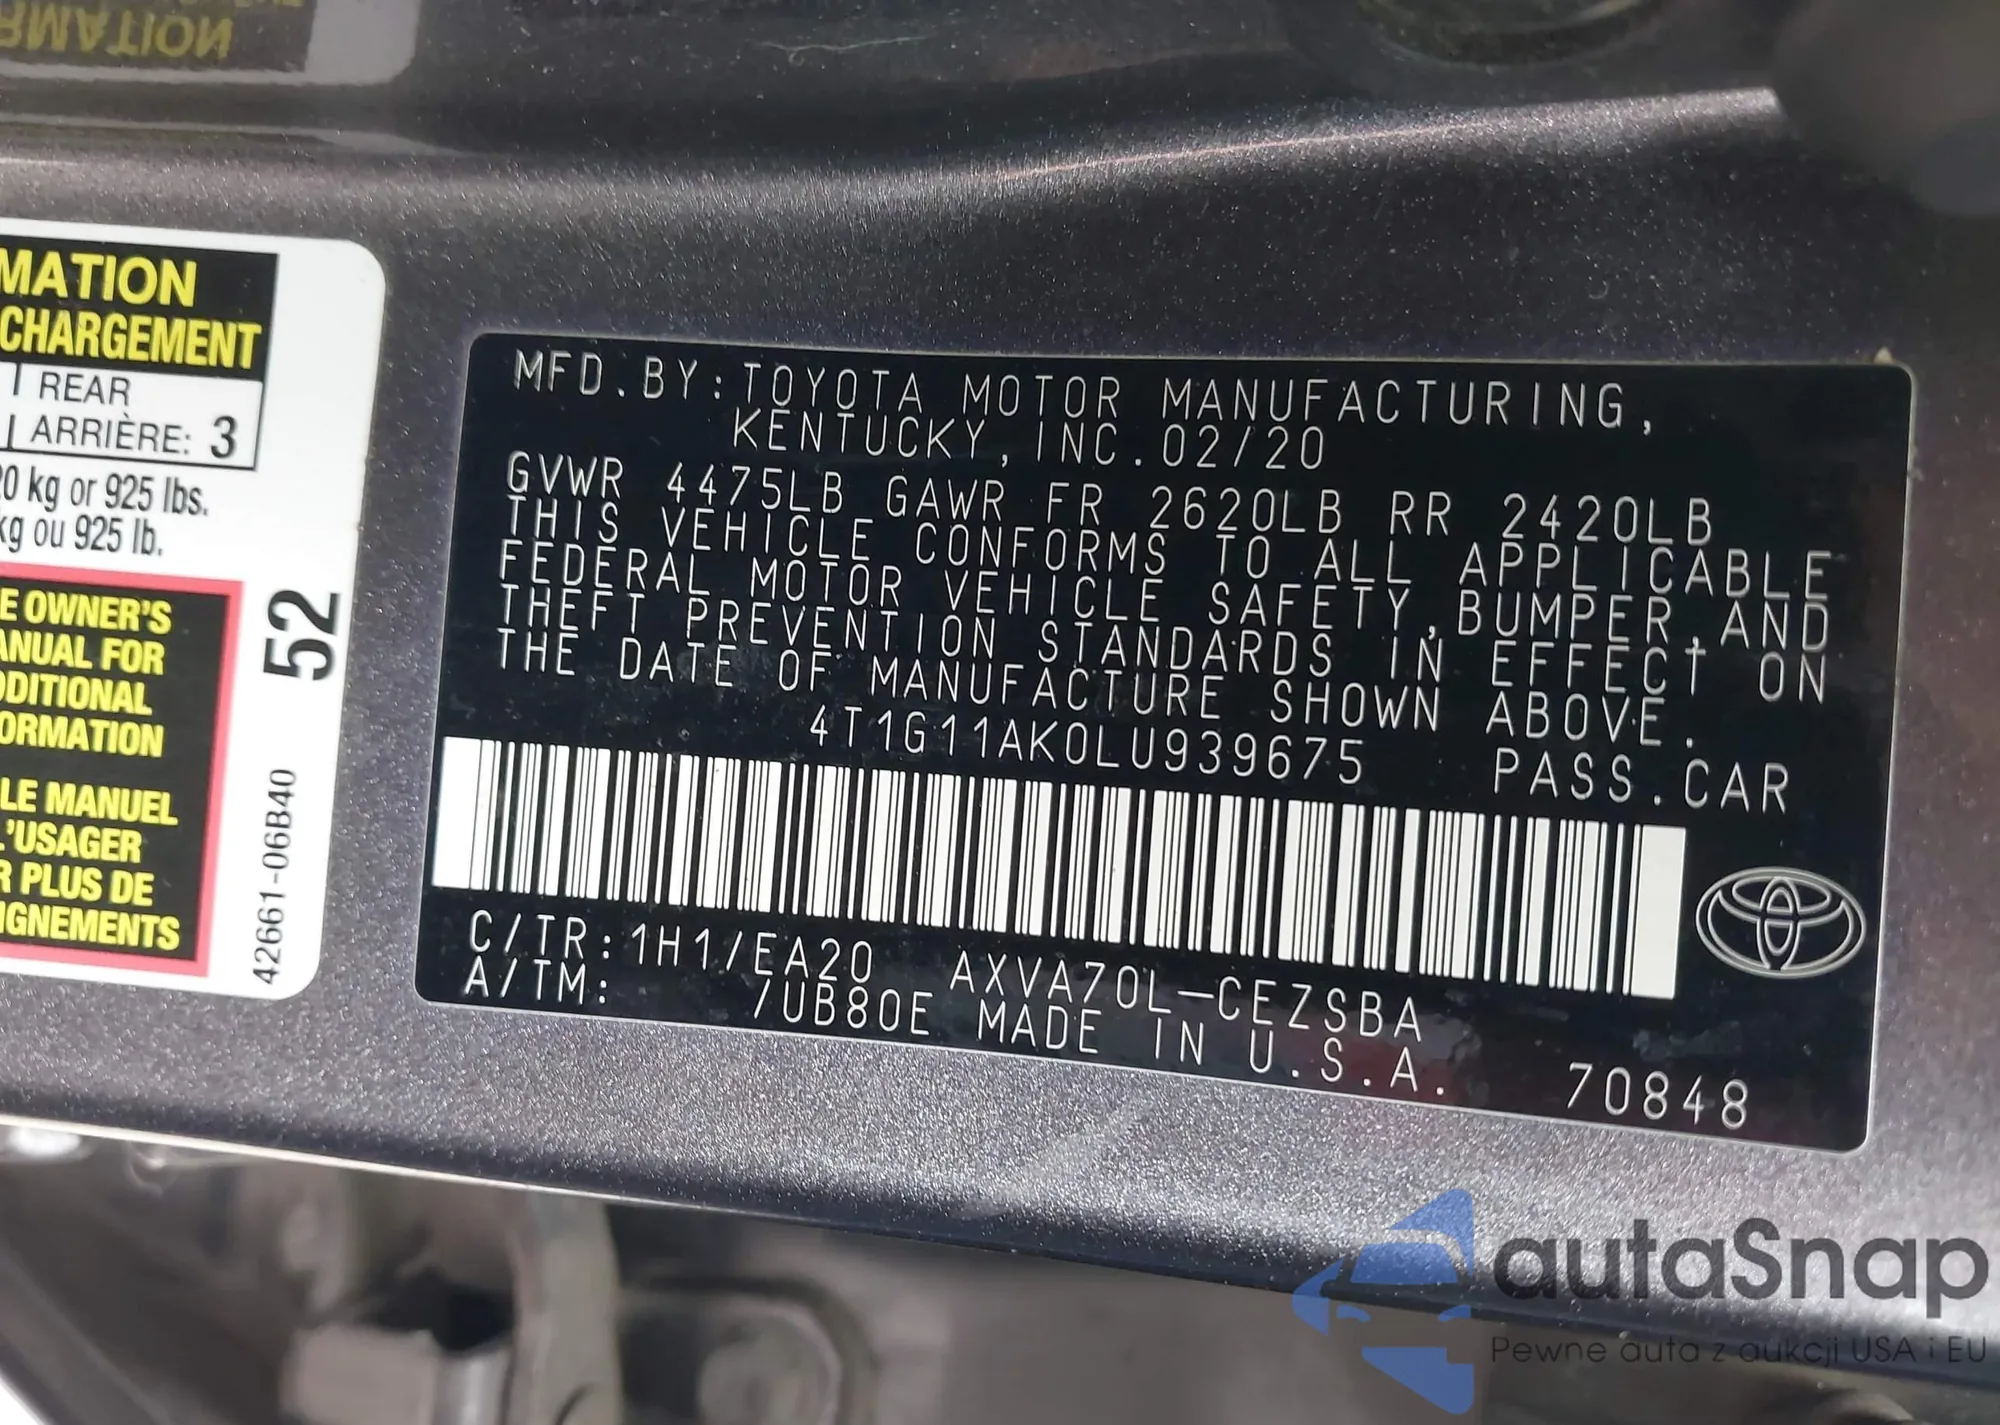 RMATION
MATION
CHARGEMENT
REAR
ARRIÈRE: 3
0 kg or 925 lbs.
kg ou 925 lb.
E OWNER'S
ANUAL FOR
DDITIONAL
ORMATION
LE MANUEL
L'USAGER
R PLUS DE
IGNEMENTS
52
42661-06B40
MFD.BY:TOYOTA MOTOR MANUFACTURING,
KENTUCKY,INC.02/20
GVWR 4475LB GAWR FR 2620LB RR 2420LB
THIS VEHICLE CONFORMS TO ALL APPLICABLE
FEDERAL MOTOR VEHICLE SAFETY,BUMPER,AND
THEFT PREVENTION STANDARDS IN EFFECT ON
THE DATE OF MANUFACTURE SHOWN ABOVE.
4T1G11AK0LU939675 PASS.CAR
C/TR:1H1/EA20 AXVA70L-CEZSBA
A/TM: /UB80E MADE IN U.S.A.
70848
autaSnap
Pewne auta z aukcji USA i EU